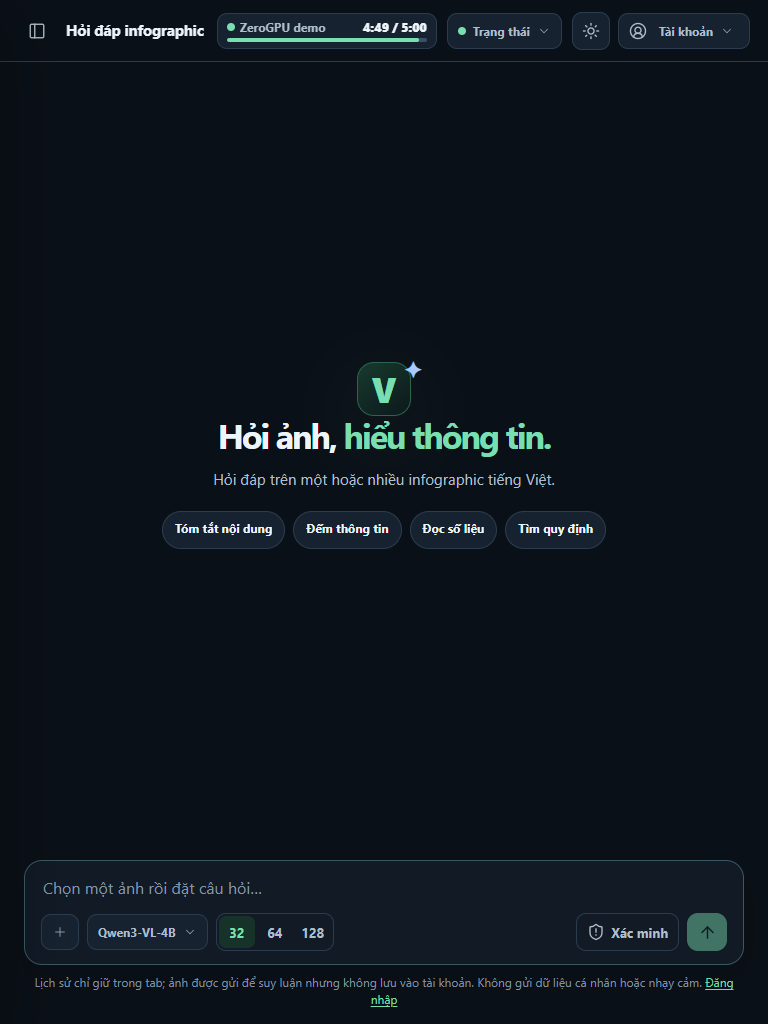 Hỏi đáp infographic
ZeroGPU demo 4:49 / 5:00
Trạng thái
Tài khoản
V
Hỏi ảnh, hiểu thông tin.
Hỏi đáp trên một hoặc nhiều infographic tiếng Việt.
Tóm tắt nội dung
Đếm thông tin
Đọc số liệu
Tìm quy định
Chọn một ảnh rồi đặt câu hỏi...
Qwen3-VL-4B
32 64 128
Xác minh
Lịch sử chỉ giữ trong tab; ảnh được gửi để suy luận nhưng không lưu vào tài khoản. Không gửi dữ liệu cá nhân hoặc nhạy cảm. Đăng
nhập